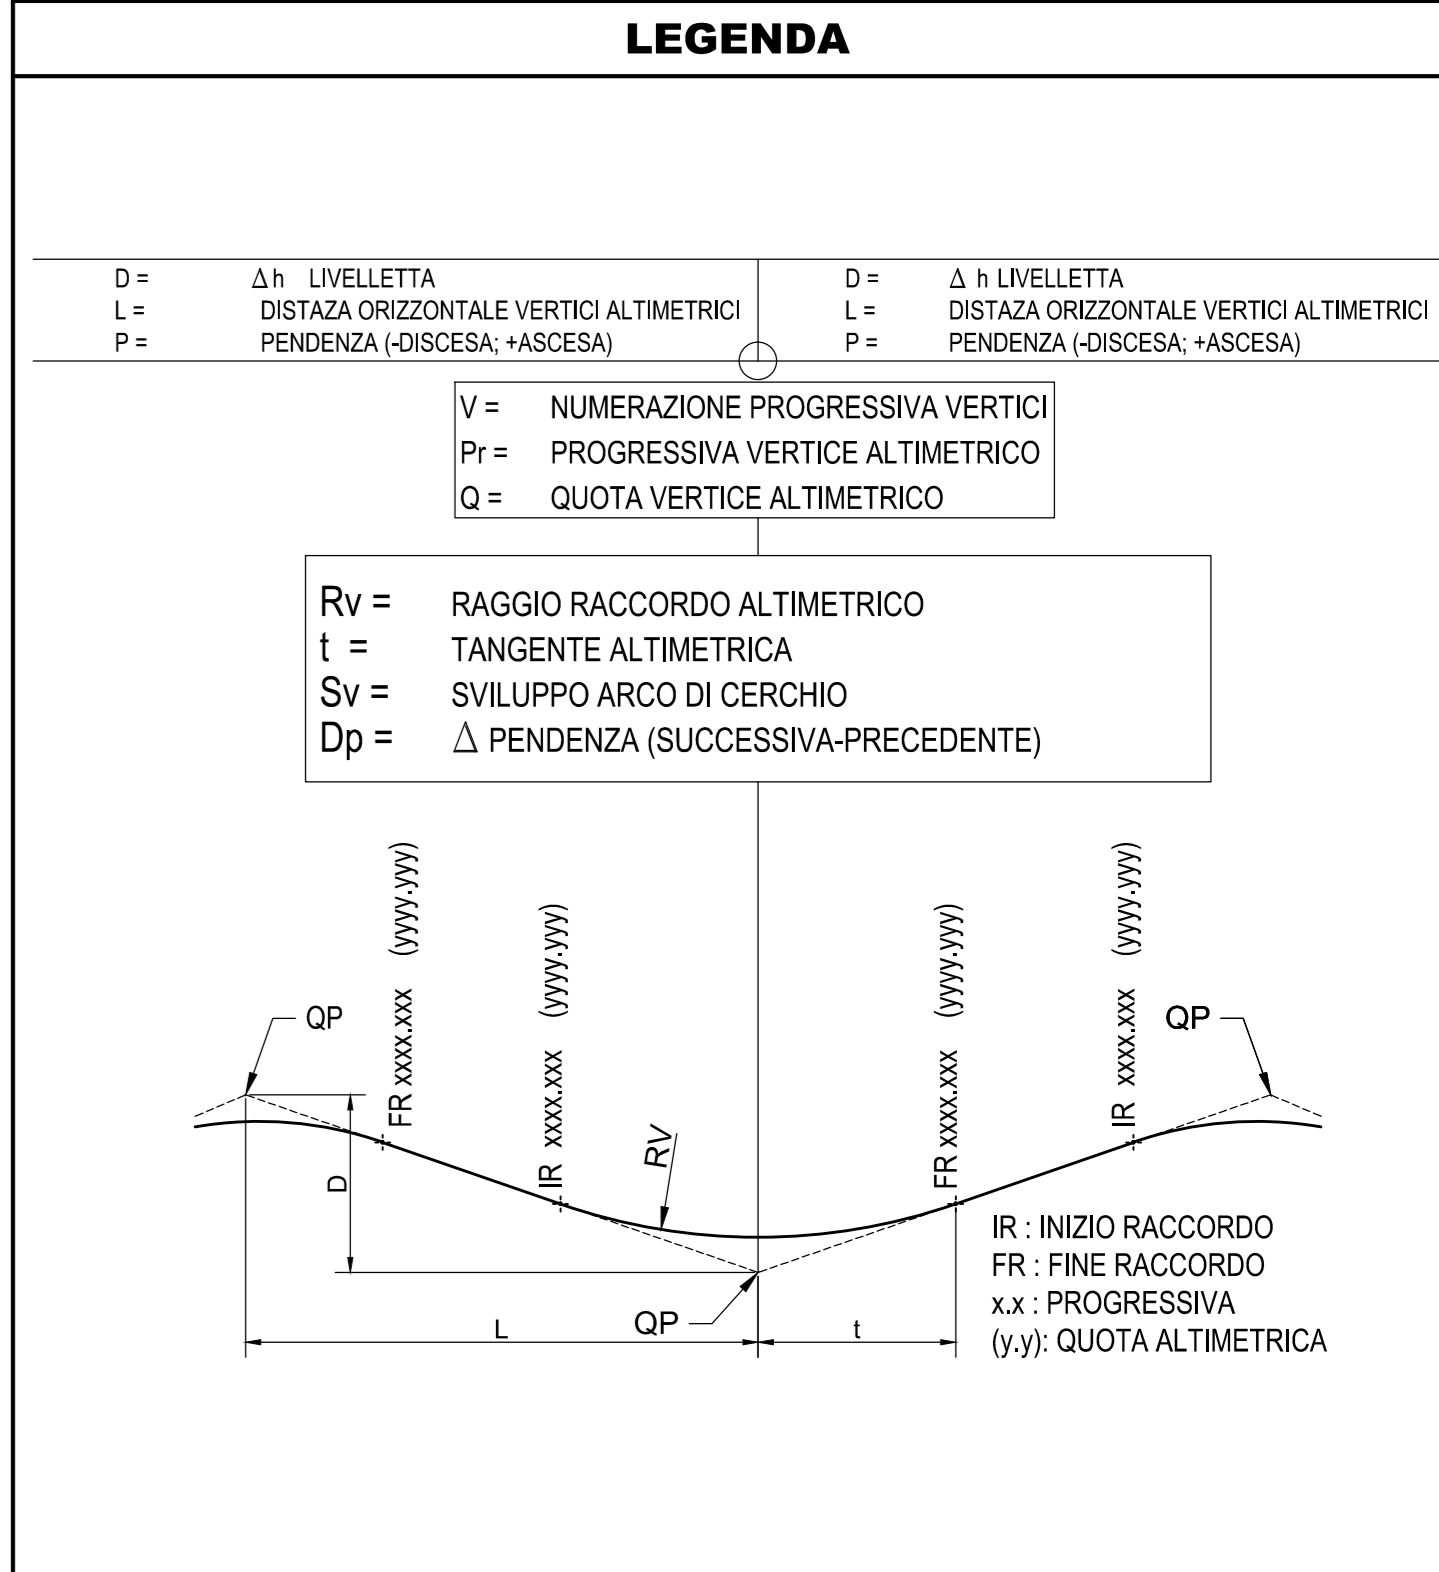 LEGENDA
D = Δ h LIVELLETTA
L = DISTAZA ORIZZONTALE VERTICI ALTIMETRICI
P = PENDENZA (-DISCESA; +ASCESA)
D = Δ h LIVELLETTA
L = DISTAZA ORIZZONTALE VERTICI ALTIMETRICI
P = PENDENZA (-DISCESA; +ASCESA)
V = NUMERAZIONE PROGRESSIVA VERTICI
Pr = PROGRESSIVA VERTICE ALTIMETRICO
Q = QUOTA VERTICE ALTIMETRICO
Rv = RAGGIO RACCORDO ALTIMETRICO
t = TANGENTE ALTIMETRICA
Sv = SVILUPPO ARCO DI CERCHIO
Dp = Δ PENDENZA (SUCCESSIVA-PRECEDENTE)
QP
FR xxxx.xxx (yyyy.yyy)
IR xxxx.xxx (yyyy.yyy)
RV
FR xxxx.xxx (yyyy.yyy)
IR xxxx.xxx (yyyy.yyy)
QP
D
L
QP
t
IR : INIZIO RACCORDO
FR : FINE RACCORDO
x.x : PROGRESSIVA
(y.y): QUOTA ALTIMETRICA